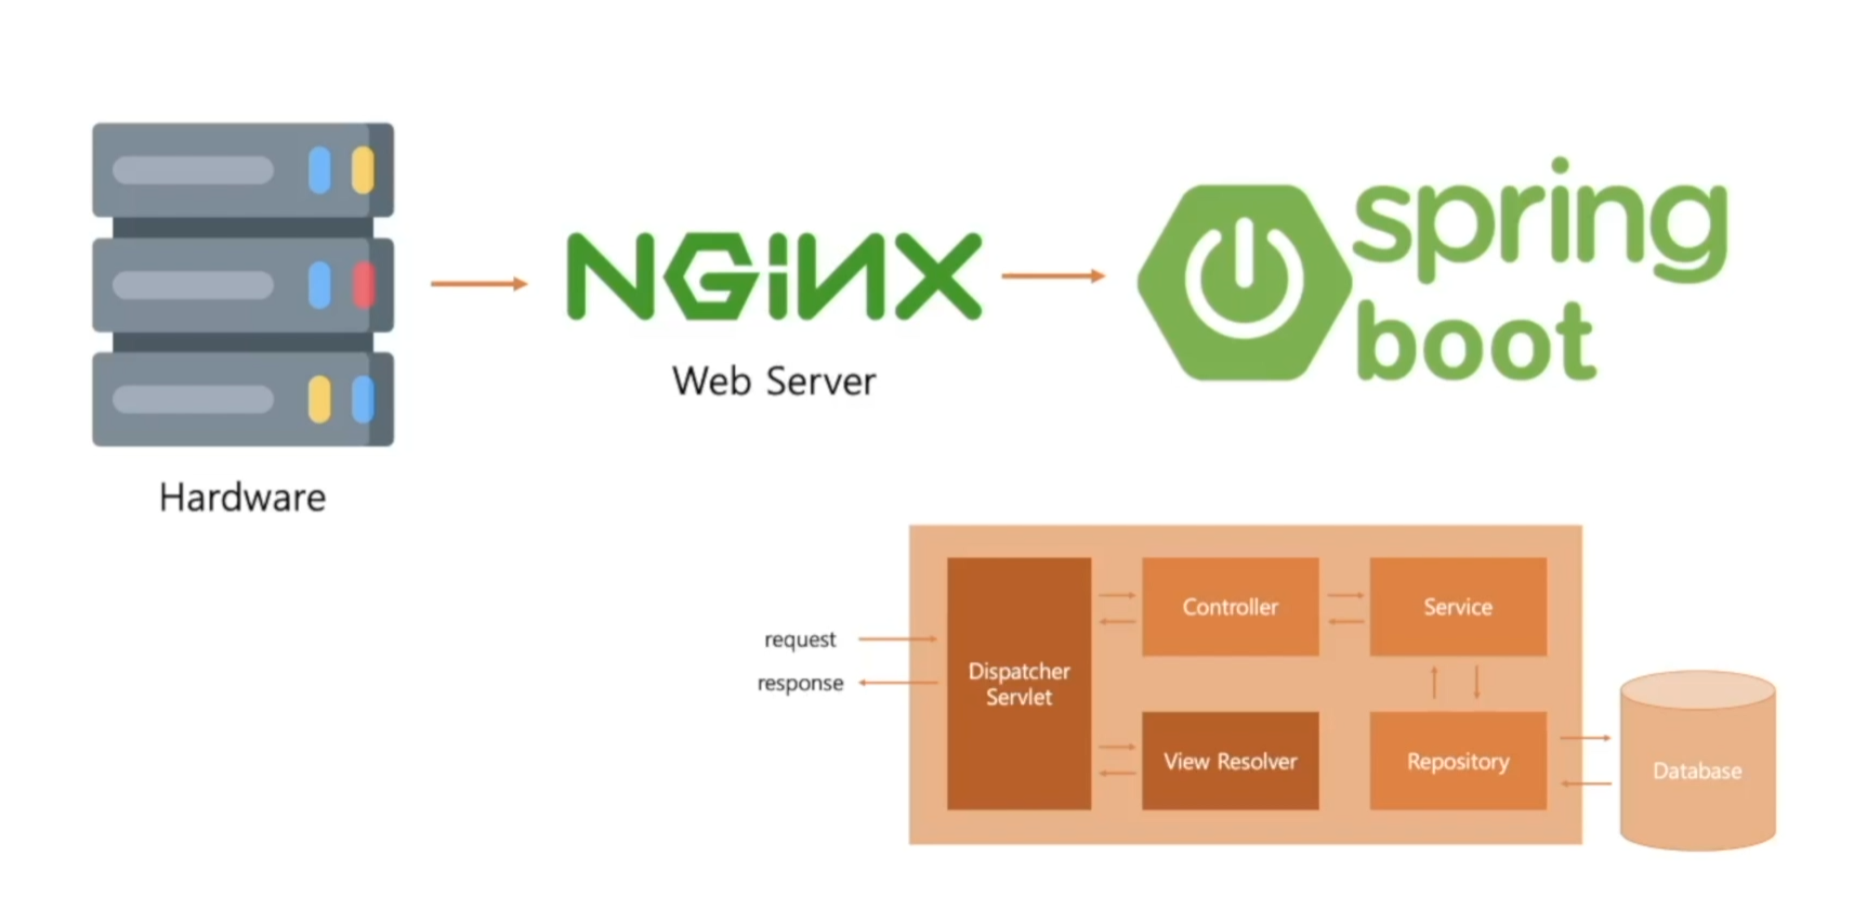 NGiNX
spring
boot
Web Server
Hardware
Controller
Service
request
Dispatcher
Servlet
response
View Resolver
Repository
Database